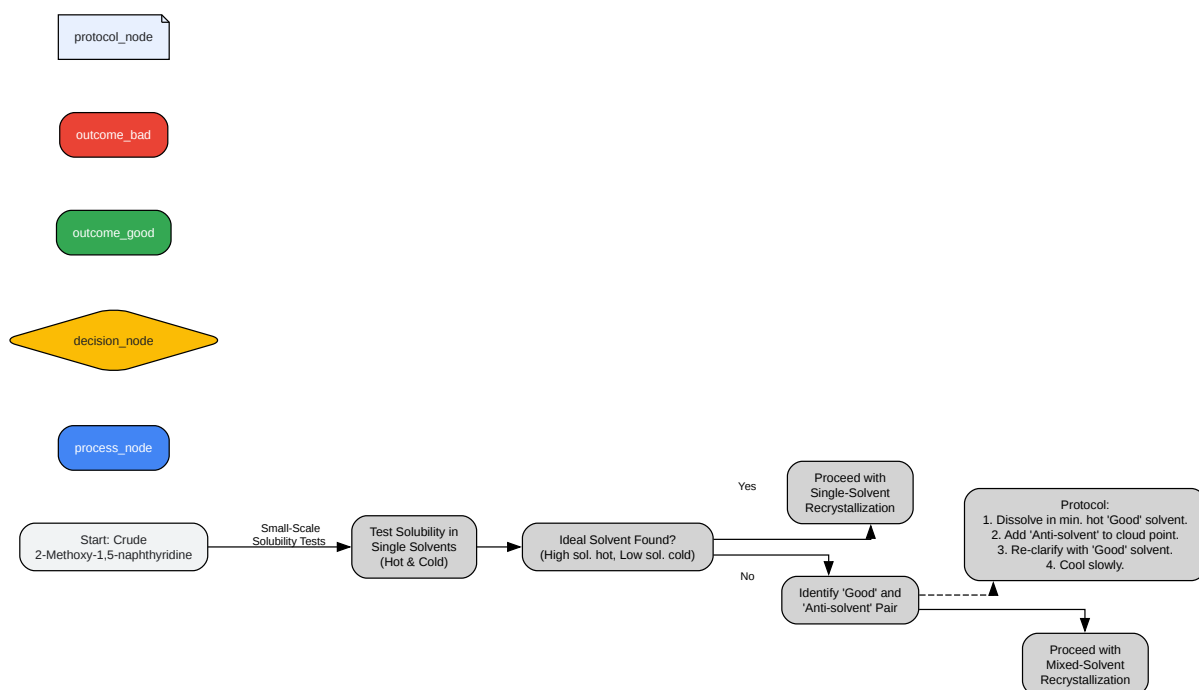 protocol_node
outcome_bad
outcome_good
decision_node
process_node
Start: Crude
2-Methoxy-1,5-naphthyridine
Small-Scale
Solubility Tests
Test Solubility in
Single Solvents
(Hot & Cold)
Ideal Solvent Found?
(High sol. hot, Low sol. cold)
Yes
No
Proceed with
Single-Solvent
Recrystallization
Identify 'Good' and
'Anti-solvent' Pair
Protocol:
1. Dissolve in min. hot 'Good' solvent.
2. Add 'Anti-solvent' to cloud point.
3. Re-clarify with 'Good' solvent.
4. Cool slowly.
Proceed with
Mixed-Solvent
Recrystallization